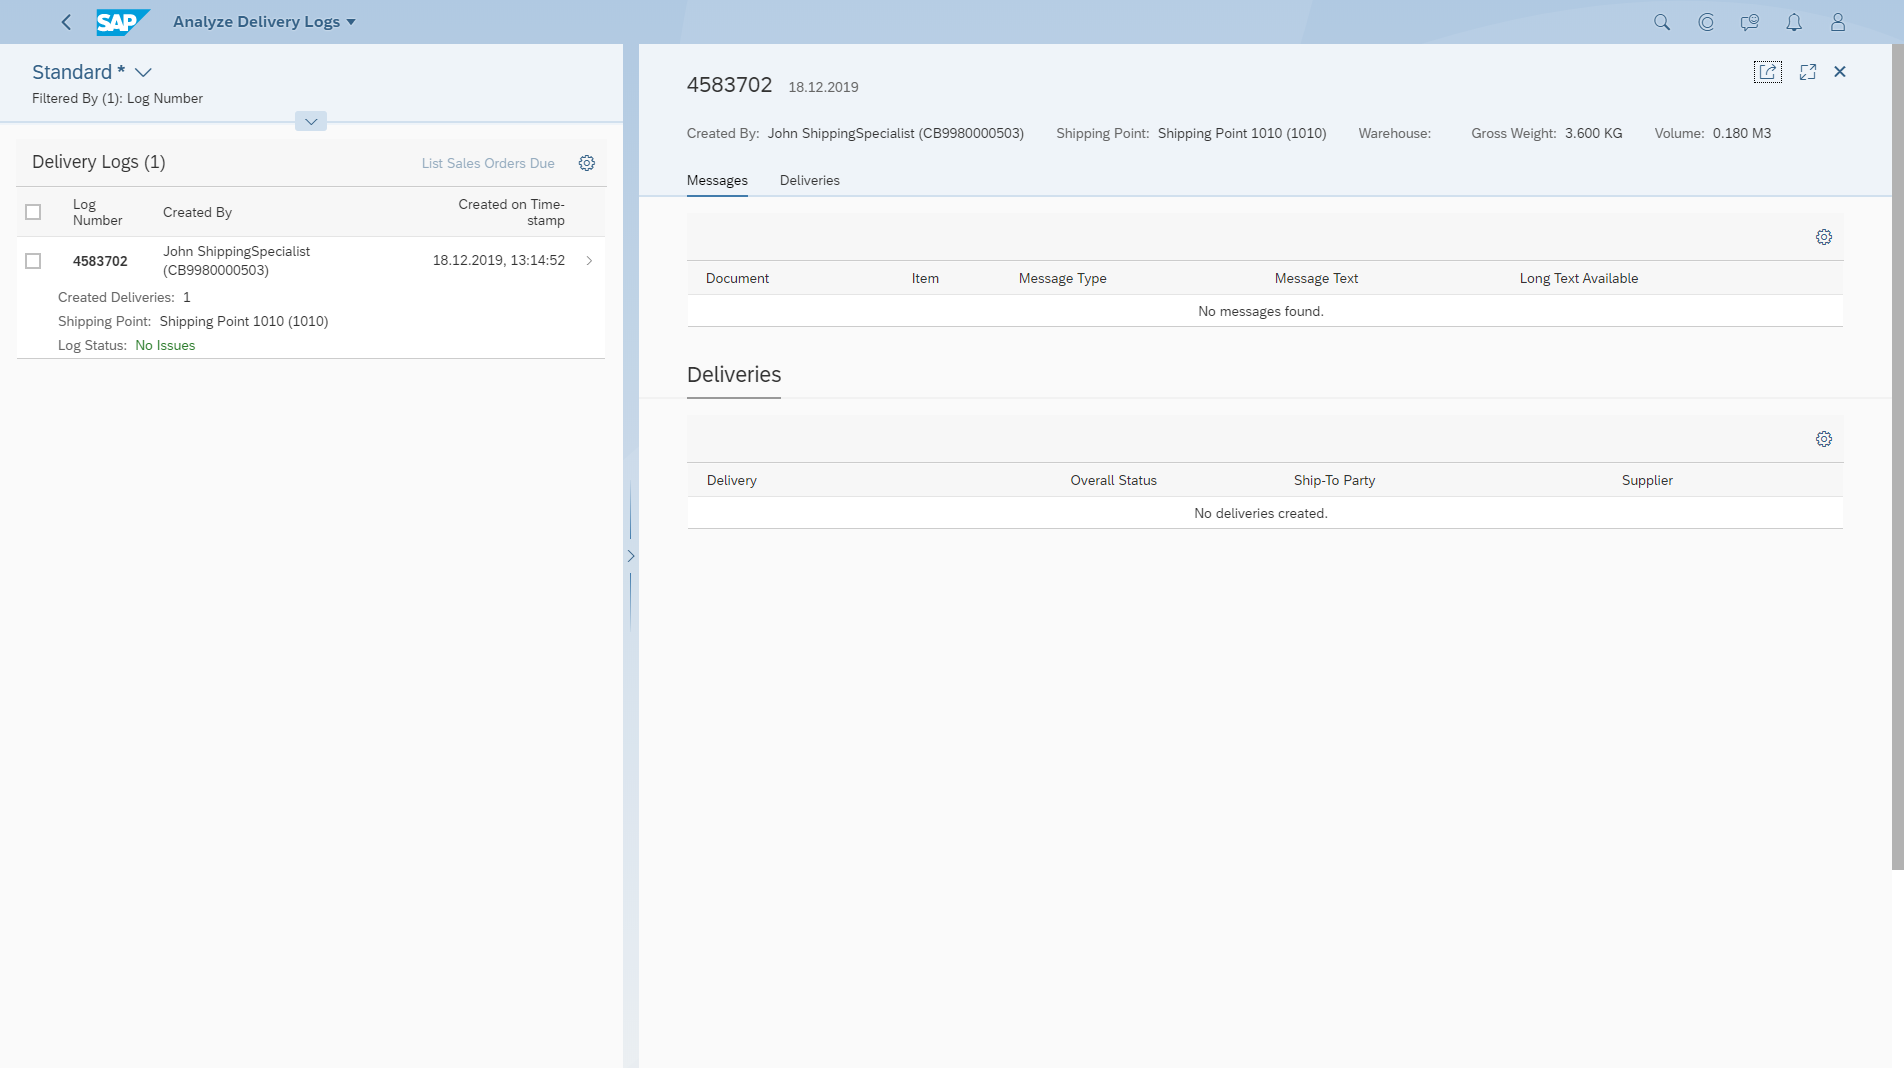 SAP
Analyze Delivery Logs
Standard *
Filtered By (1): Log Number
Delivery Logs (1)
List Sales Orders Due
Log
Number
Created By
Created on Time-
stamp
4583702
John ShippingSpecialist
(CB9980000503)
18.12.2019, 13:14:52
Created Deliveries: 1
Shipping Point: Shipping Point 1010 (1010)
Log Status: No Issues
4583702 18.12.2019
Created By: John ShippingSpecialist (CB9980000503) Shipping Point: Shipping Point 1010 (1010) Warehouse: Gross Weight: 3.600 KG Volume: 0.180 M3
Messages Deliveries
Document Item Message Type Message Text Long Text Available
No messages found.
Deliveries
Delivery Overall Status Ship-To Party Supplier
No deliveries created.